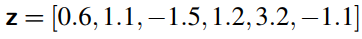 z = [0.6, 1.1, −1.5, 1.2, 3.2, −1.1]